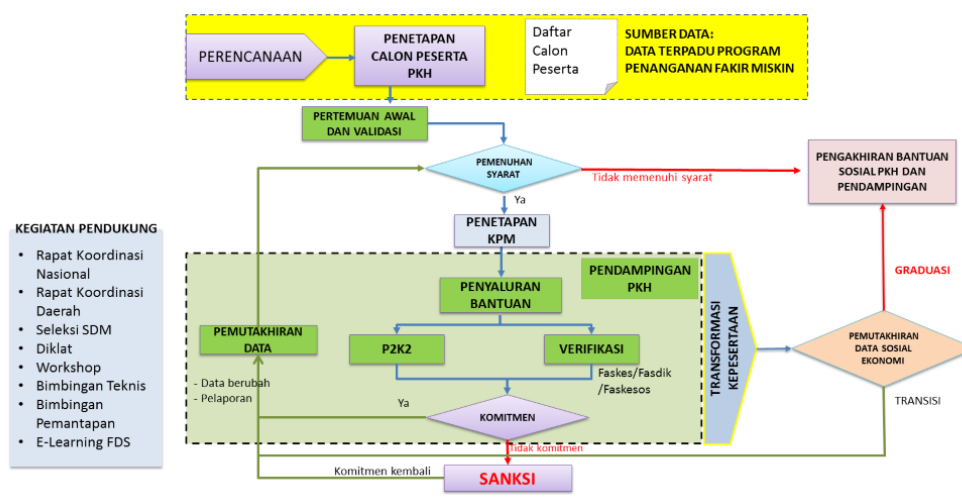 PERENCANAAN
PENETAPAN
CALON PESERTA
PKH
Daftar
Calon
Peserta
SUMBER DATA:
DATA TERPADU PROGRAM
PENANGANAN FAKIR MISKIN
PERTEMUAN AWAL
DAN VALIDASI
PEMENUHAN
SYARAT
Tidak memenuhi syarat
PENGAKHIRAN BANTUAN
SOSIAL PKH DAN
PENDAMPINGAN
Ya
PENETAPAN
KPM
KEGIATAN PENDUKUNG
• Rapat Koordinasi
Nasional
• Rapat Koordinasi
Daerah
• Seleksi SDM
• Diklat
• Workshop
• Bimbingan Teknis
• Bimbingan
Pemantapan
• E-Learning FDS
PENYALURAN
BANTUAN
PENDAMPINGAN
PKH
GRADUASI
PEMUTAKHIRAN
DATA
P2K2
VERIFIKASI
Faskes/Fasdik
/Faskesos
TRANSFORMASI
KEPESERTAAN
PEMUTAKHIRAN
DATA SOSIAL
EKONOMI
- Data berubah
- Pelaporan
Ya
KOMITMEN
TRANSISI
Tidak komitmen
Komitmen kembali
SANKSI